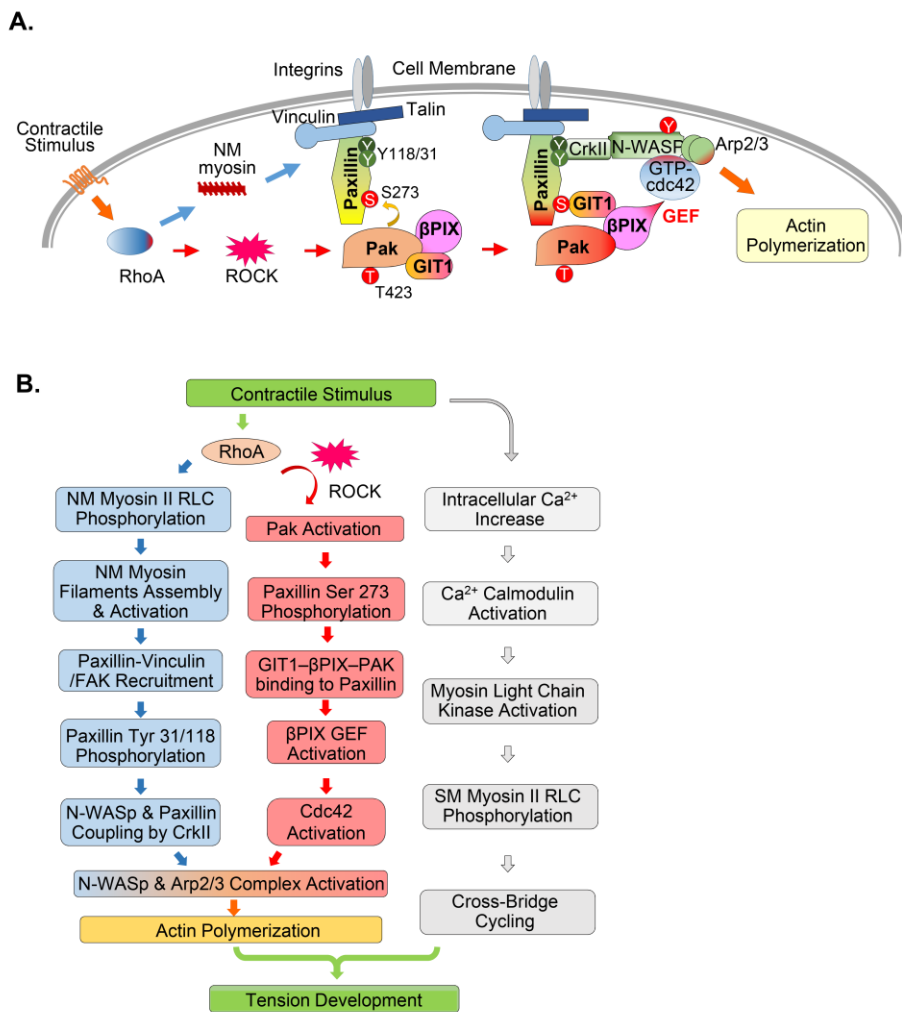 A.
Integrins
Cell Membrane
Contractile
Stimulus
NM
myosin
Vinculin
Talin
Y
Y
Y118/31
Paxillin
S
S273
Pak
βPIX
GIT1
T
T423
RhoA
ROCK
Paxillin
Y
Y
CrkII
Y
N-WASP
Arp2/3
GTP-
cdc42
S
GIT1
GEF
βPIX
Pak
T
Actin
Polymerization
B.
Contractile Stimulus
RhoA
ROCK
NM Myosin II RLC
Phosphorylation
NM Myosin
Filaments Assembly
& Activation
Paxillin-Vinculin
/FAK Recruitment
Paxillin Tyr 31/118
Phosphorylation
N-WASp & Paxillin
Coupling by CrkII
Pak Activation
Paxillin Ser 273
Phosphorylation
GIT1–βPIX–PAK
binding to Paxillin
βPIX GEF
Activation
Cdc42
Activation
Intracellular Ca²⁺
Increase
Ca²⁺ Calmodulin
Activation
Myosin Light Chain
Kinase Activation
SM Myosin II RLC
Phosphorylation
Cross-Bridge
Cycling
N-WASp & Arp2/3 Complex Activation
Actin Polymerization
Tension Development